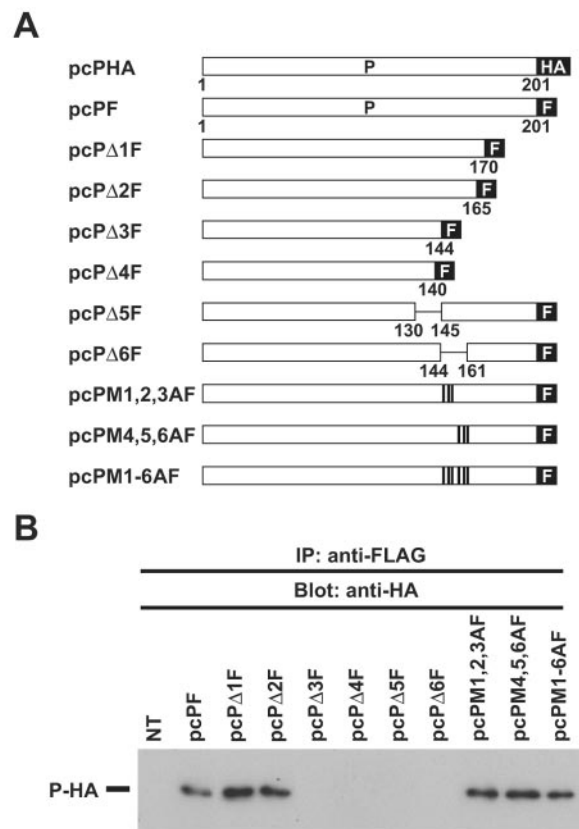 A
pcPHA P HA
1 201
pcPF P F
1 201
pcPΔ1F F
170
pcPΔ2F F
165
pcPΔ3F F
144
pcPΔ4F F
140
pcPΔ5F F
130 145
pcPΔ6F F
144 161
pcPM1,2,3AF F
pcPM4,5,6AF F
pcPM1-6AF F
B
IP: anti-FLAG
Blot: anti-HA
NT pcPF pcPΔ1F pcPΔ2F pcPΔ3F pcPΔ4F pcPΔ5F pcPΔ6F pcPM1,2,3AF pcPM4,5,6AF pcPM1-6AF
P-HA